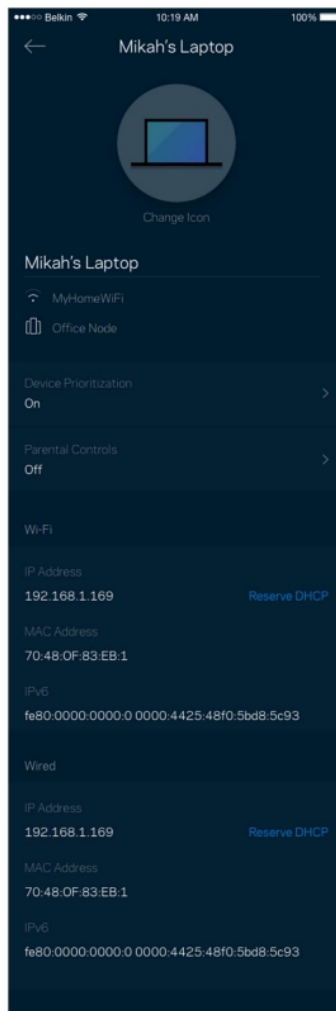 Belkin 10:19 AM 100%
Mikah's Laptop
Change Icon
Mikah's Laptop
MyHomeWiFi
Office Node
Device Prioritization
On
Parental Controls
Off
Wi-Fi
IP Address
192.168.1.169 Reserve DHCP
MAC Address
70:48:0F:83:EB:1
IPv6
fe80:0000:0000:0 0000:4425:48f0:5bd8:5c93
Wired
IP Address
192.168.1.169 Reserve DHCP
MAC Address
70:48:0F:83:EB:1
IPv6
fe80:0000:0000:0 0000:4425:48f0:5bd8:5c93